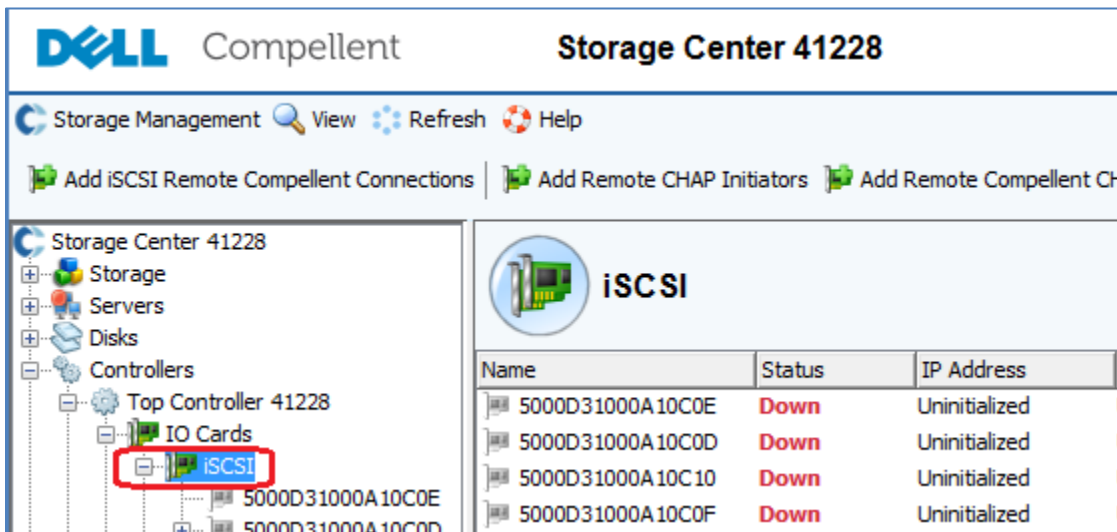 DELL Compellent Storage Center 41228
Storage Management View Refresh Help
Add iSCSI Remote Compellent Connections Add Remote CHAP Initiators Add Remote Compellent CH
Storage Center 41228
Storage
Servers
Disks
Controllers
Top Controller 41228
IO Cards
iSCSI
5000D31000A10C0E
5000D31000A10C0D
iSCSI
Name Status IP Address
5000D31000A10C0E Down Uninitialized
5000D31000A10C0D Down Uninitialized
5000D31000A10C10 Down Uninitialized
5000D31000A10C0F Down Uninitialized